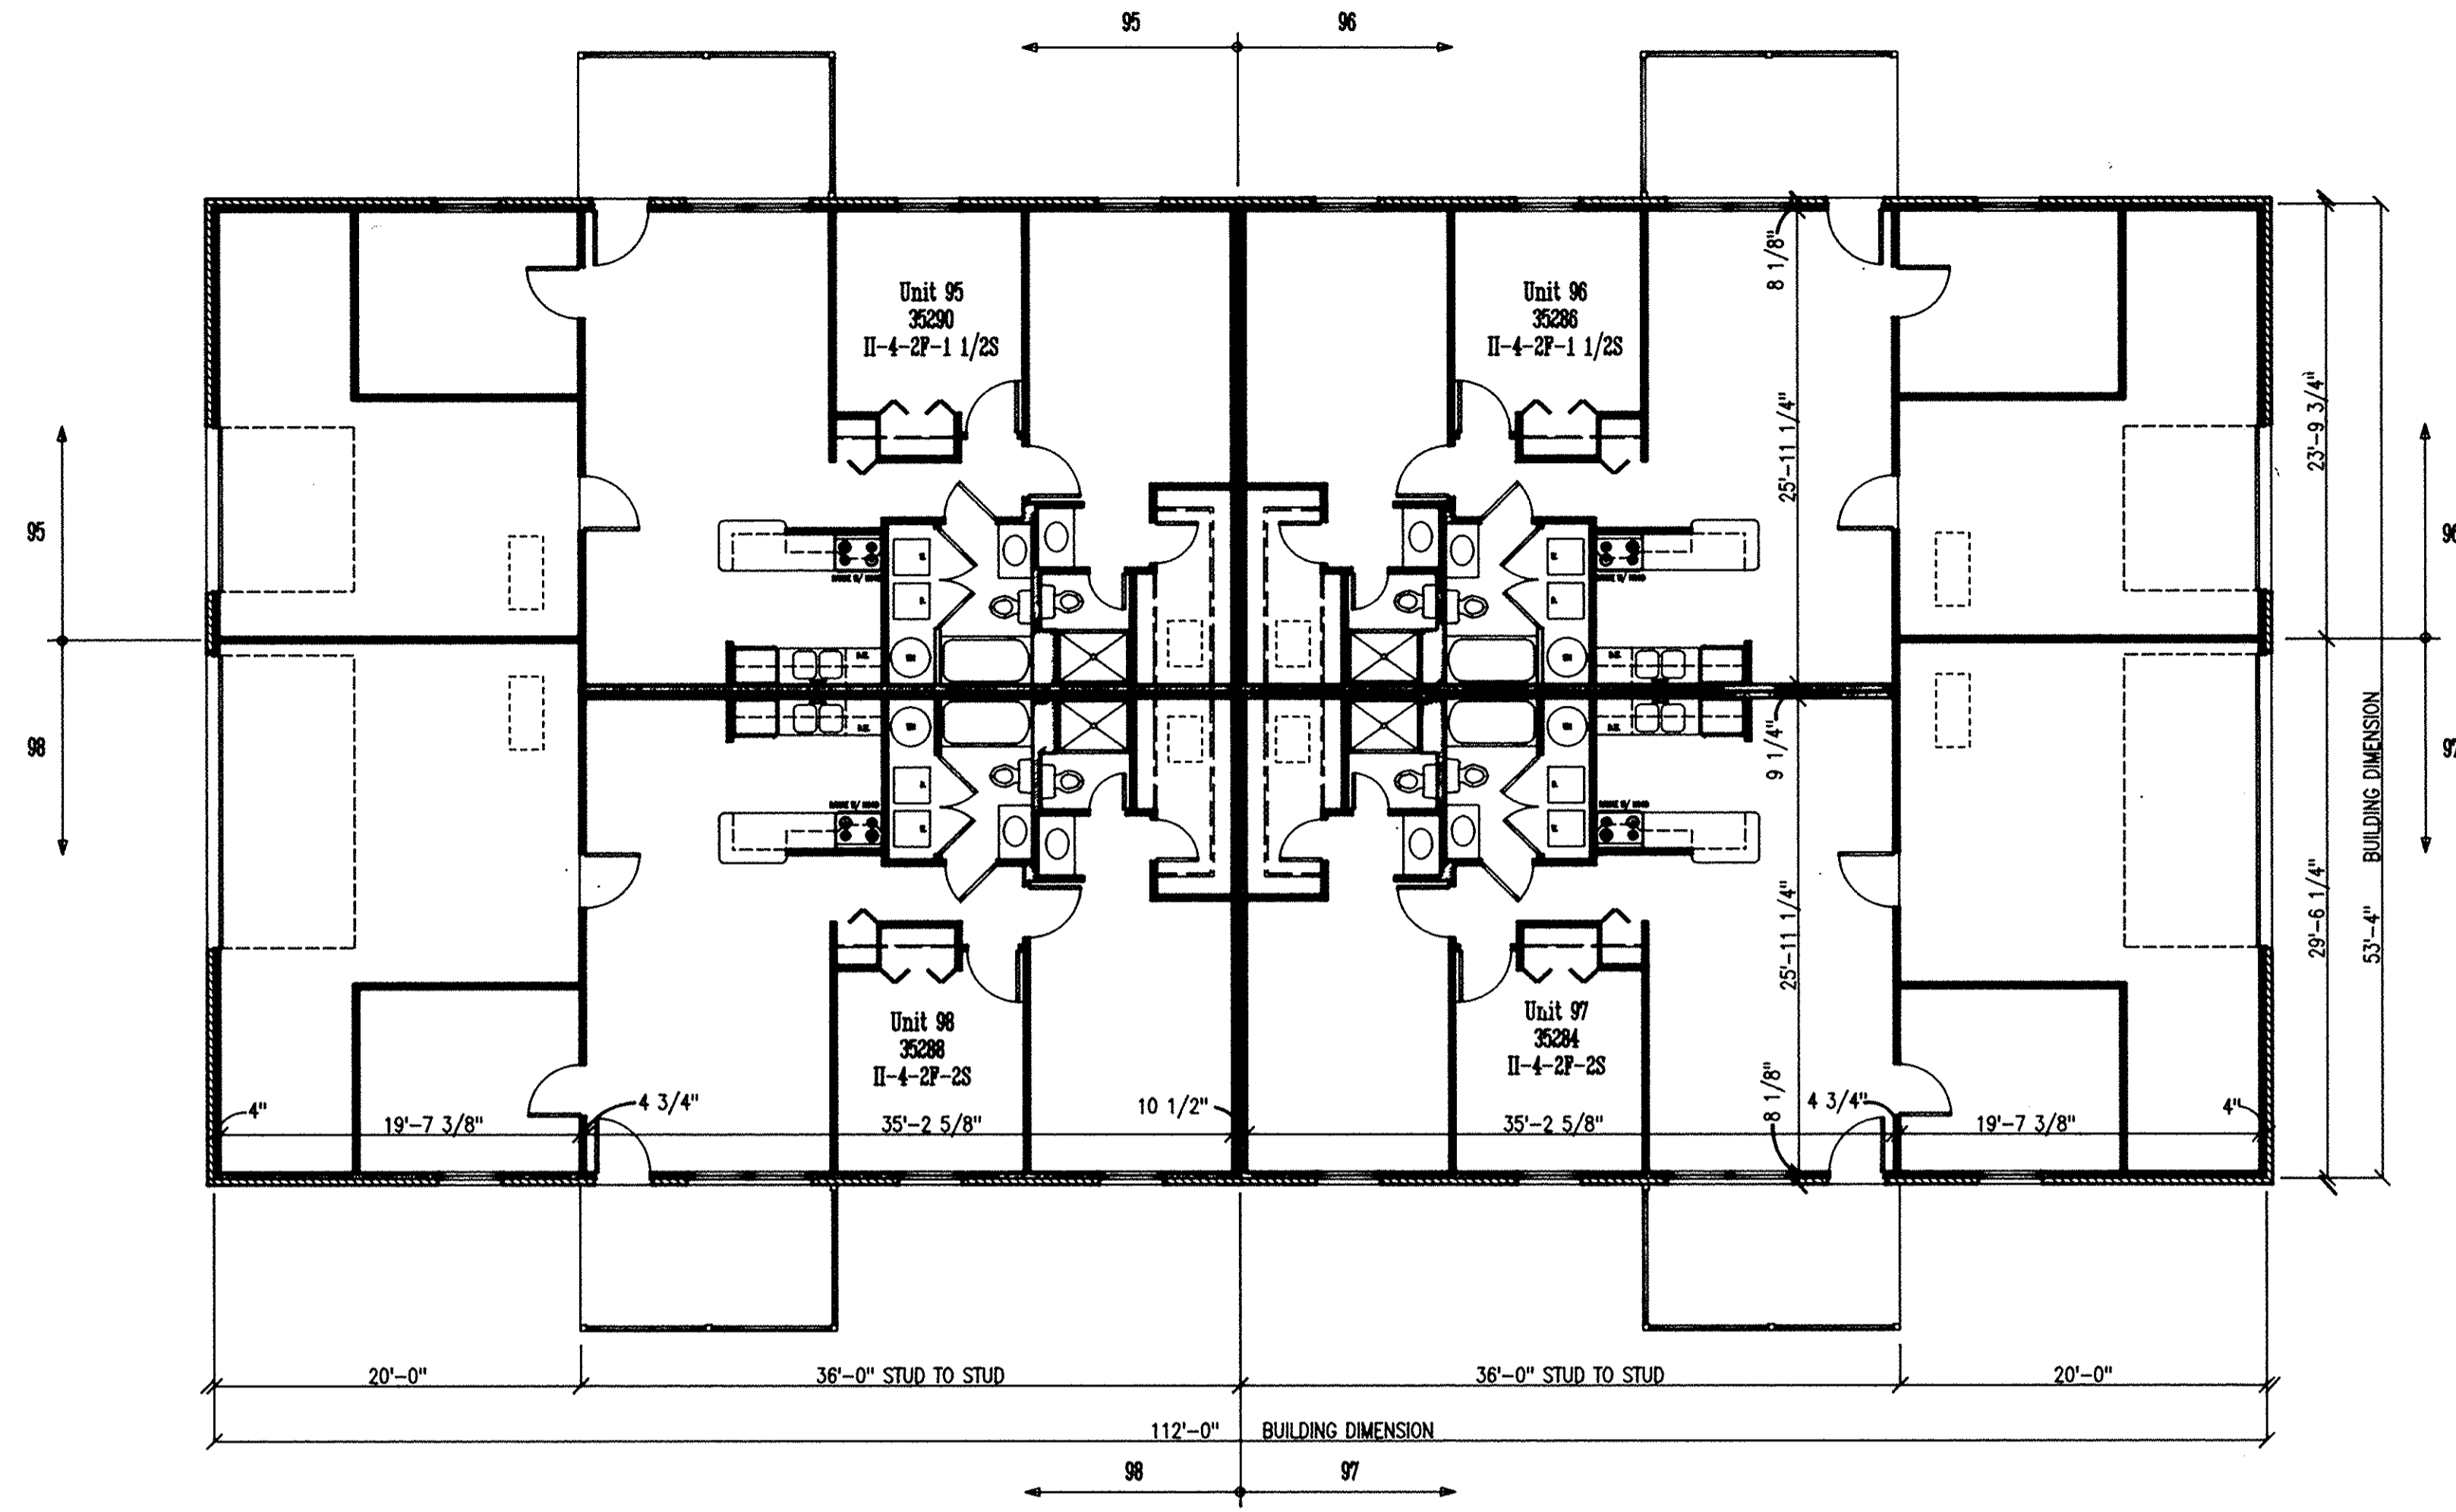 95
96
Unit 95
35290
II-4-2F-1 1/2S
Unit 96
35286
II-4-2F-1 1/2S
8 1/8"
25'-11 1/4"
23'-9 3/4"
95
96
98
97
9 1/4"
25'-11 1/4"
29'-6 1/4"
53'-4" BUILDING DIMENSION
Unit 98
35288
II-4-2F-2S
Unit 97
35284
II-4-2F-2S
8 1/8"
4"
19'-7 3/8"
4 3/4"
35'-2 5/8"
10 1/2"
35'-2 5/8"
4 3/4"
19'-7 3/8"
4"
20'-0"
36'-0" STUD TO STUD
36'-0" STUD TO STUD
20'-0"
112'-0" BUILDING DIMENSION
98
97